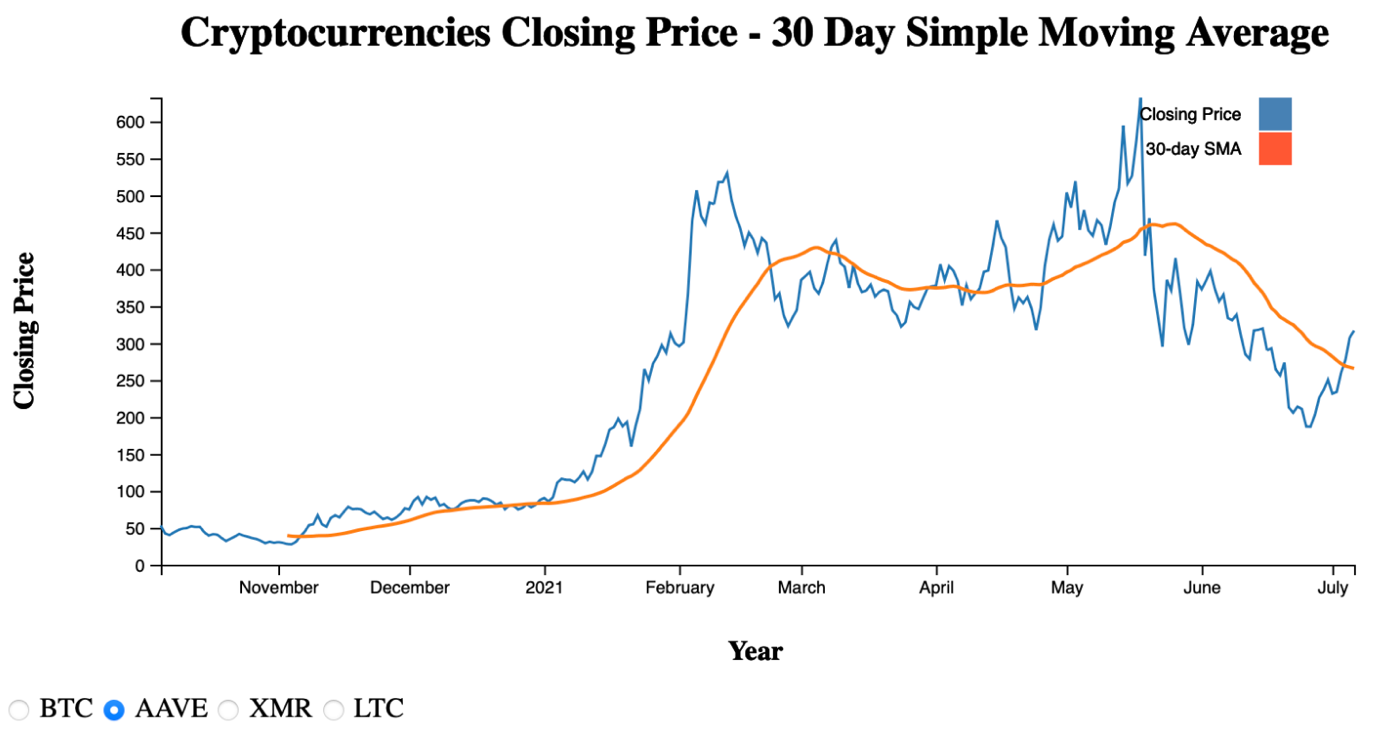 Cryptocurrencies Closing Price - 30 Day Simple Moving Average
Closing Price
30-day SMA
600
550
500
450
400
350
300
250
200
150
100
50
0
Closing Price
November December 2021 February March April May June July
Year
BTC AAVE XMR LTC